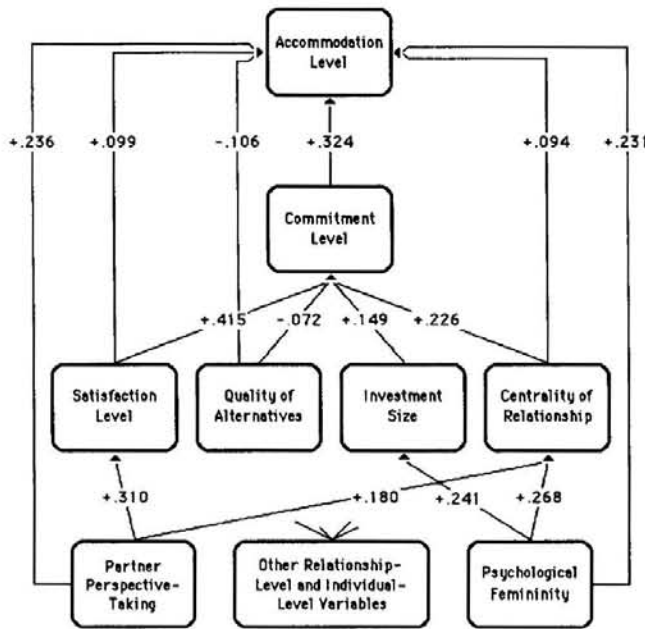 Accommodation
Level
+.236
+.099
-.106
+.324
+.094
+.231
Commitment
Level
+.415
-.072
+.149
+.226
Satisfaction
Level
Quality of
Alternatives
Investment
Size
Centrality of
Relationship
+.310
+.180
+.241
+.268
Partner
Perspective-
Taking
Other Relationship-
Level and Individual-
Level Variables
Psychological
Femininity